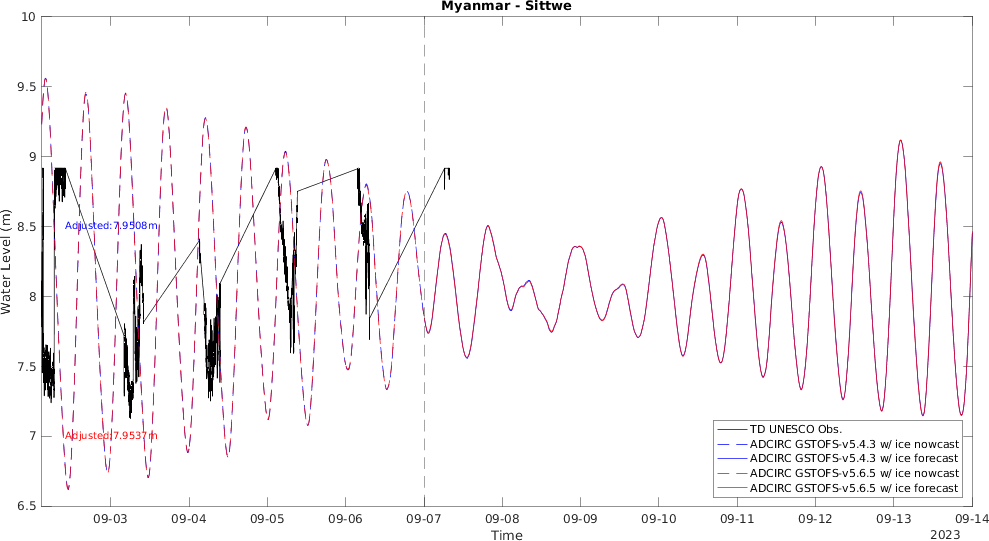 Myanmar - Sittwe
10
9.5
9
8.5
8
7.5
7
6.5
Water Level (m)
Adjusted:7.9508m
Adjusted:7.9537m
TD UNESCO Obs.
ADCIRC GSTOFS-v5.4.3 w/ ice nowcast
ADCIRC GSTOFS-v5.4.3 w/ ice forecast
ADCIRC GSTOFS-v5.6.5 w/ ice nowcast
ADCIRC GSTOFS-v5.6.5 w/ ice forecast
09-03 09-04 09-05 09-06 09-07 09-08 09-09 09-10 09-11 09-12 09-13 09-14
Time
2023